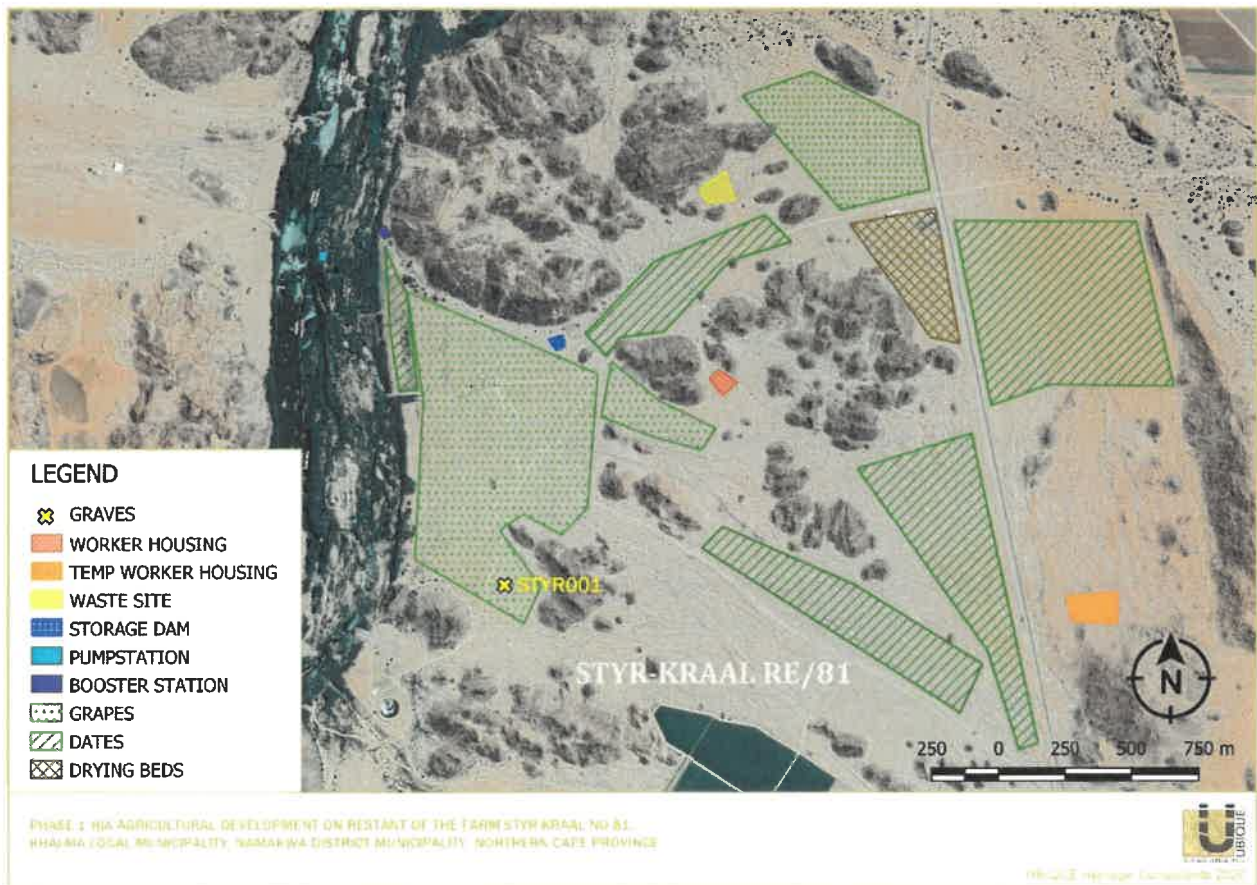 STYR001
STYR-KRAAL RE/81
LEGEND
GRAVES
WORKER HOUSING
TEMP WORKER HOUSING
WASTE SITE
STORAGE DAM
PUMPSTATION
BOOSTER STATION
GRAPES
DATES
DRYING BEDS
N
250 0 250 500 750 m
PHASE 1 HIA AGRICULTURAL DEVELOPMENT ON RESTANT OF THE FARM STYR-KRAAL NO 81,
KHAI-MA LOCAL MUNICIPALITY, NAMAKWA DISTRICT MUNICIPALITY, NORTHERN CAPE PROVINCE
U
UBIQUE
Heritage Consultants